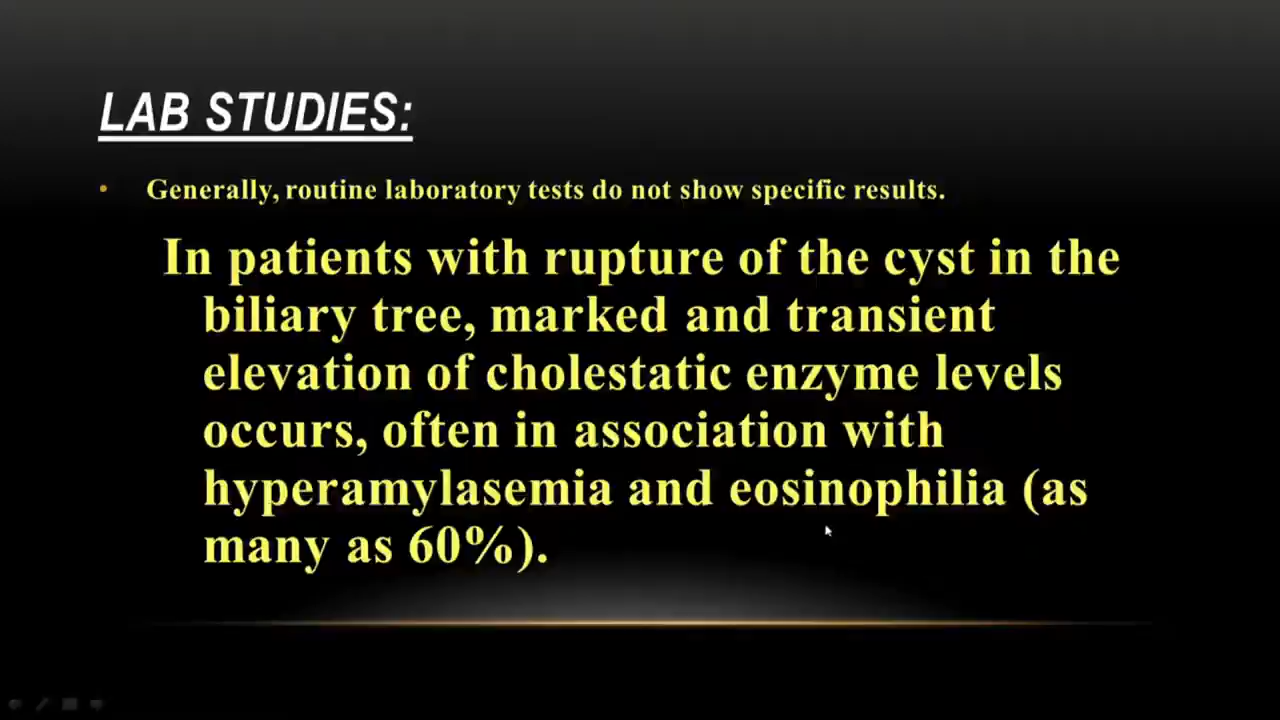 LAB STUDIES:
• Generally, routine laboratory tests do not show specific results.
In patients with rupture of the cyst in the
biliary tree, marked and transient
elevation of cholestatic enzyme levels
occurs, often in association with
hyperamylasemia and eosinophilia (as
many as 60%).